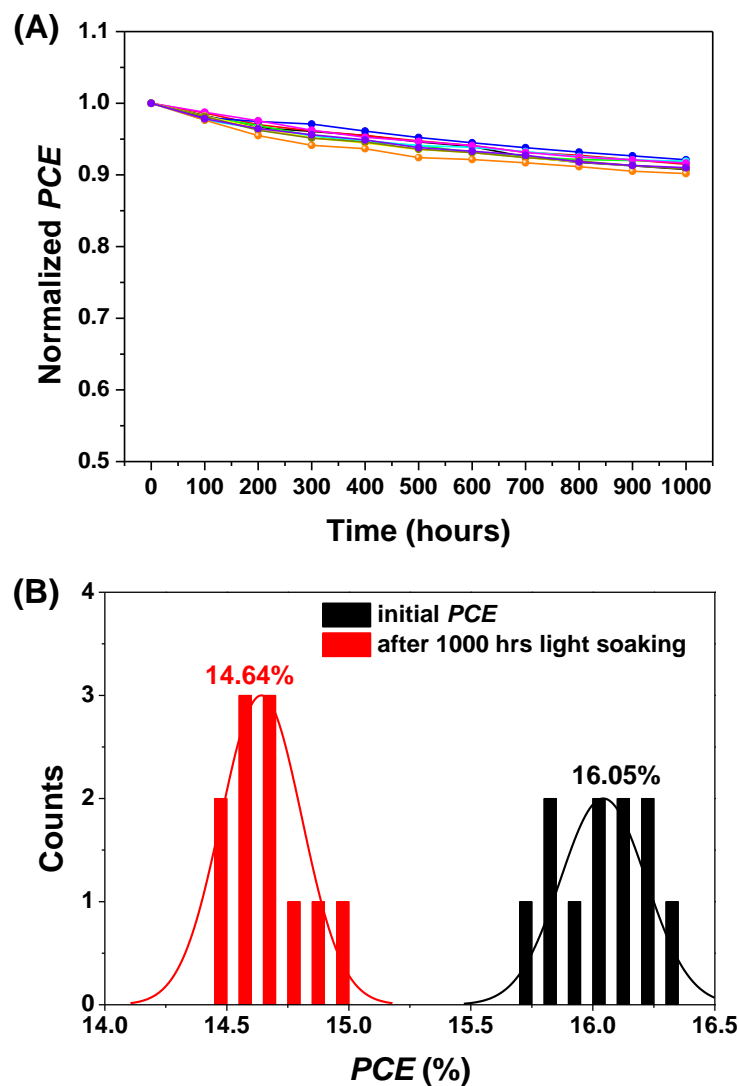 (A)
1.1
1.0
0.9
0.8
0.7
0.6
0.5
Normalized PCE
0 100 200 300 400 500 600 700 800 900 1000
Time (hours)
(B)
4
3
2
1
0
Counts
initial PCE
after 1000 hrs light soaking
14.64%
16.05%
14.0 14.5 15.0 15.5 16.0 16.5
PCE (%)